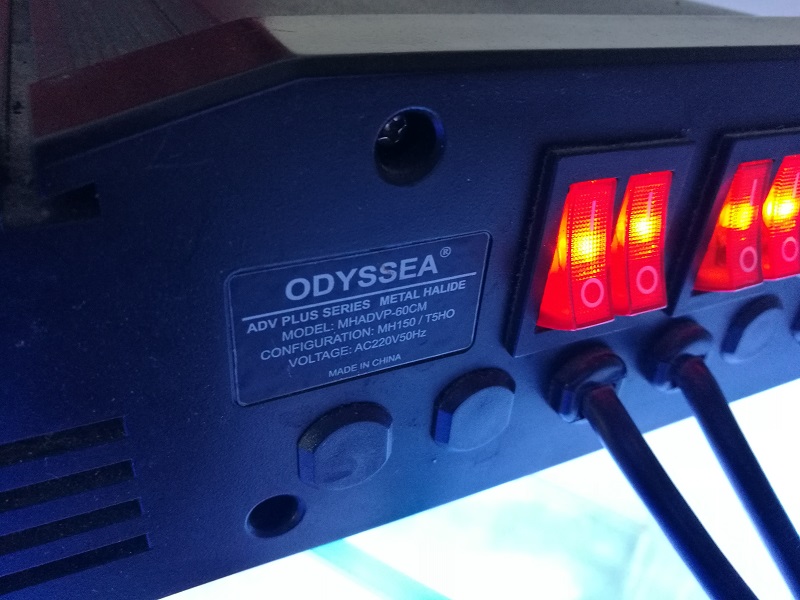 ODYSSEA®
ADV PLUS SERIES METAL HALIDE
MODEL: MHADVP-60CM
CONFIGURATION: MH150 / T5HO
VOLTAGE: AC220V50Hz
MADE IN CHINA